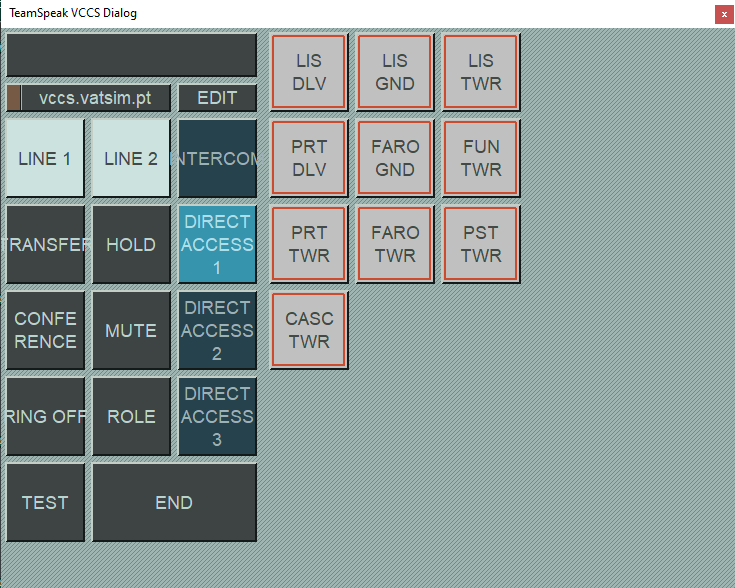 TeamSpeak VCCS Dialog
x
vccs.vatsim.pt
EDIT
LINE 1
LINE 2
INTERCOM
TRANSFER
HOLD
DIRECT
ACCESS
1
CONFE
RENCE
MUTE
DIRECT
ACCESS
2
RING OFF
ROLE
DIRECT
ACCESS
3
TEST
END
LIS
DLV
LIS
GND
LIS
TWR
PRT
DLV
FARO
GND
FUN
TWR
PRT
TWR
FARO
TWR
PST
TWR
CASC
TWR